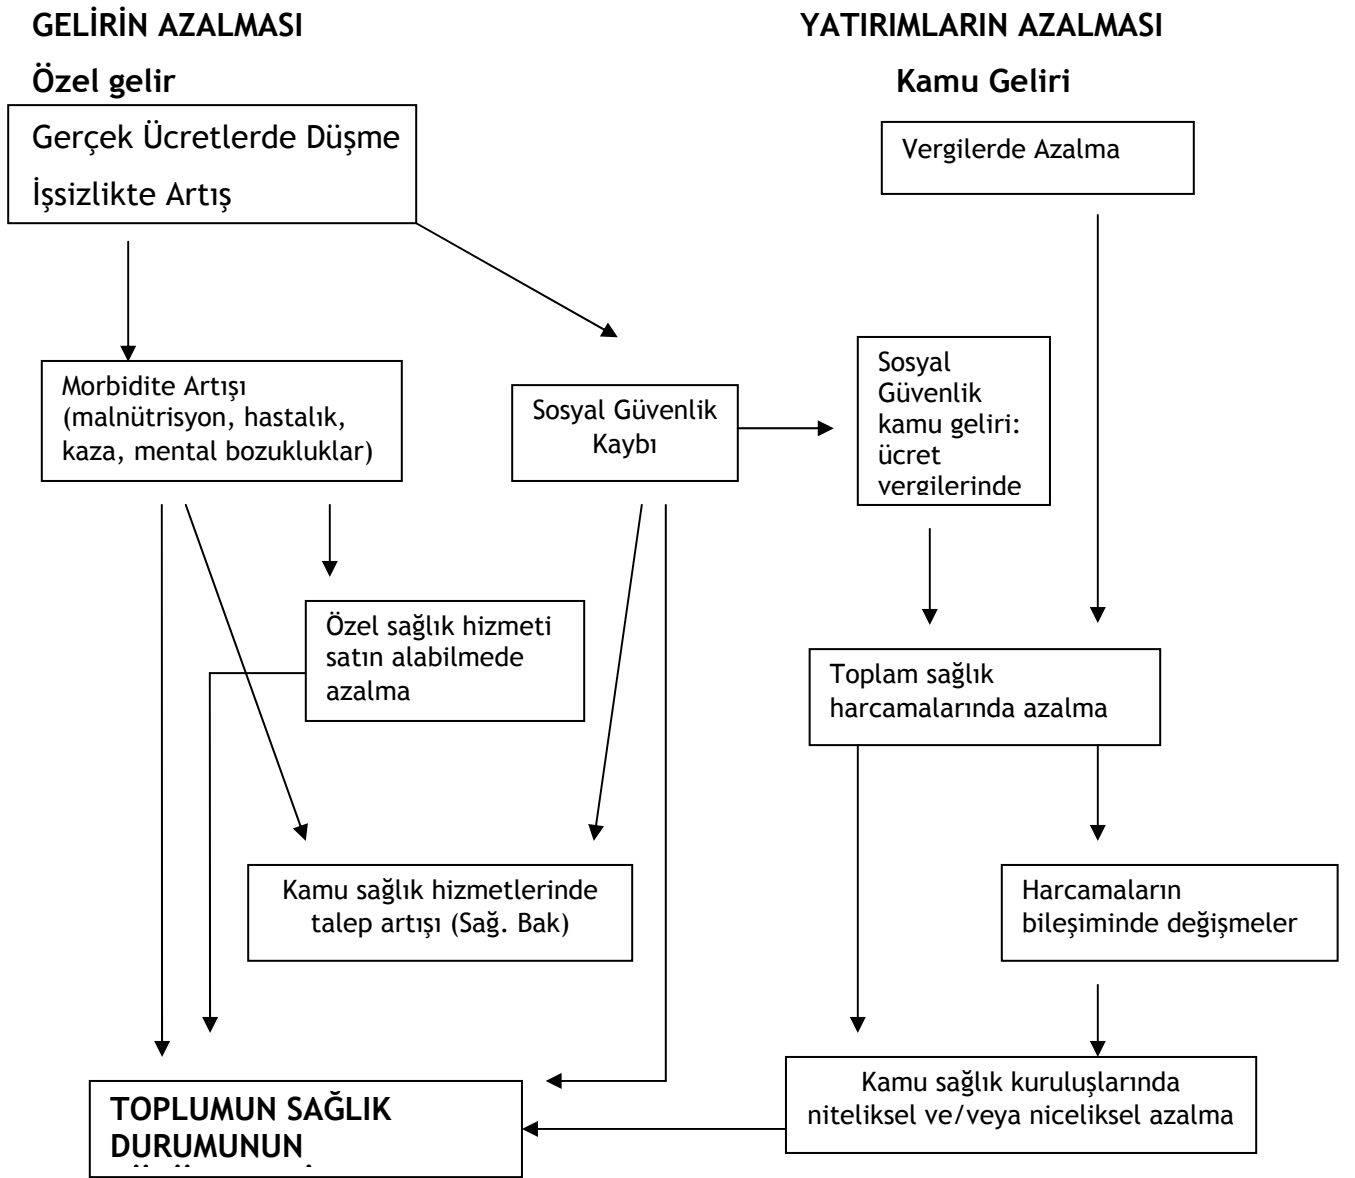 GELİRİN AZALMASI
YATIRIMLARIN AZALMASI
Özel gelir
Kamu Geliri
Gerçek Ücretlerde Düşme
İşsizlikte Artış
Vergilerde Azalma
Morbidite Artışı
(malnütrisyon, hastalık,
kaza, mental bozukluklar)
Sosyal Güvenlik
Kaybı
Sosyal
Güvenlik
kamu geliri:
ücret
vergilerinde
Özel sağlık hizmeti
satın alabilmede
azalma
Toplam sağlık
harcamalarında azalma
Kamu sağlık hizmetlerinde
talep artışı (Sağ. Bak)
Harcamaların
bileşiminde değişmeler
Kamu sağlık kuruluşlarında
niteliksel ve/veya niceliksel azalma
TOPLUMUN SAĞLIK
DURUMUNUN